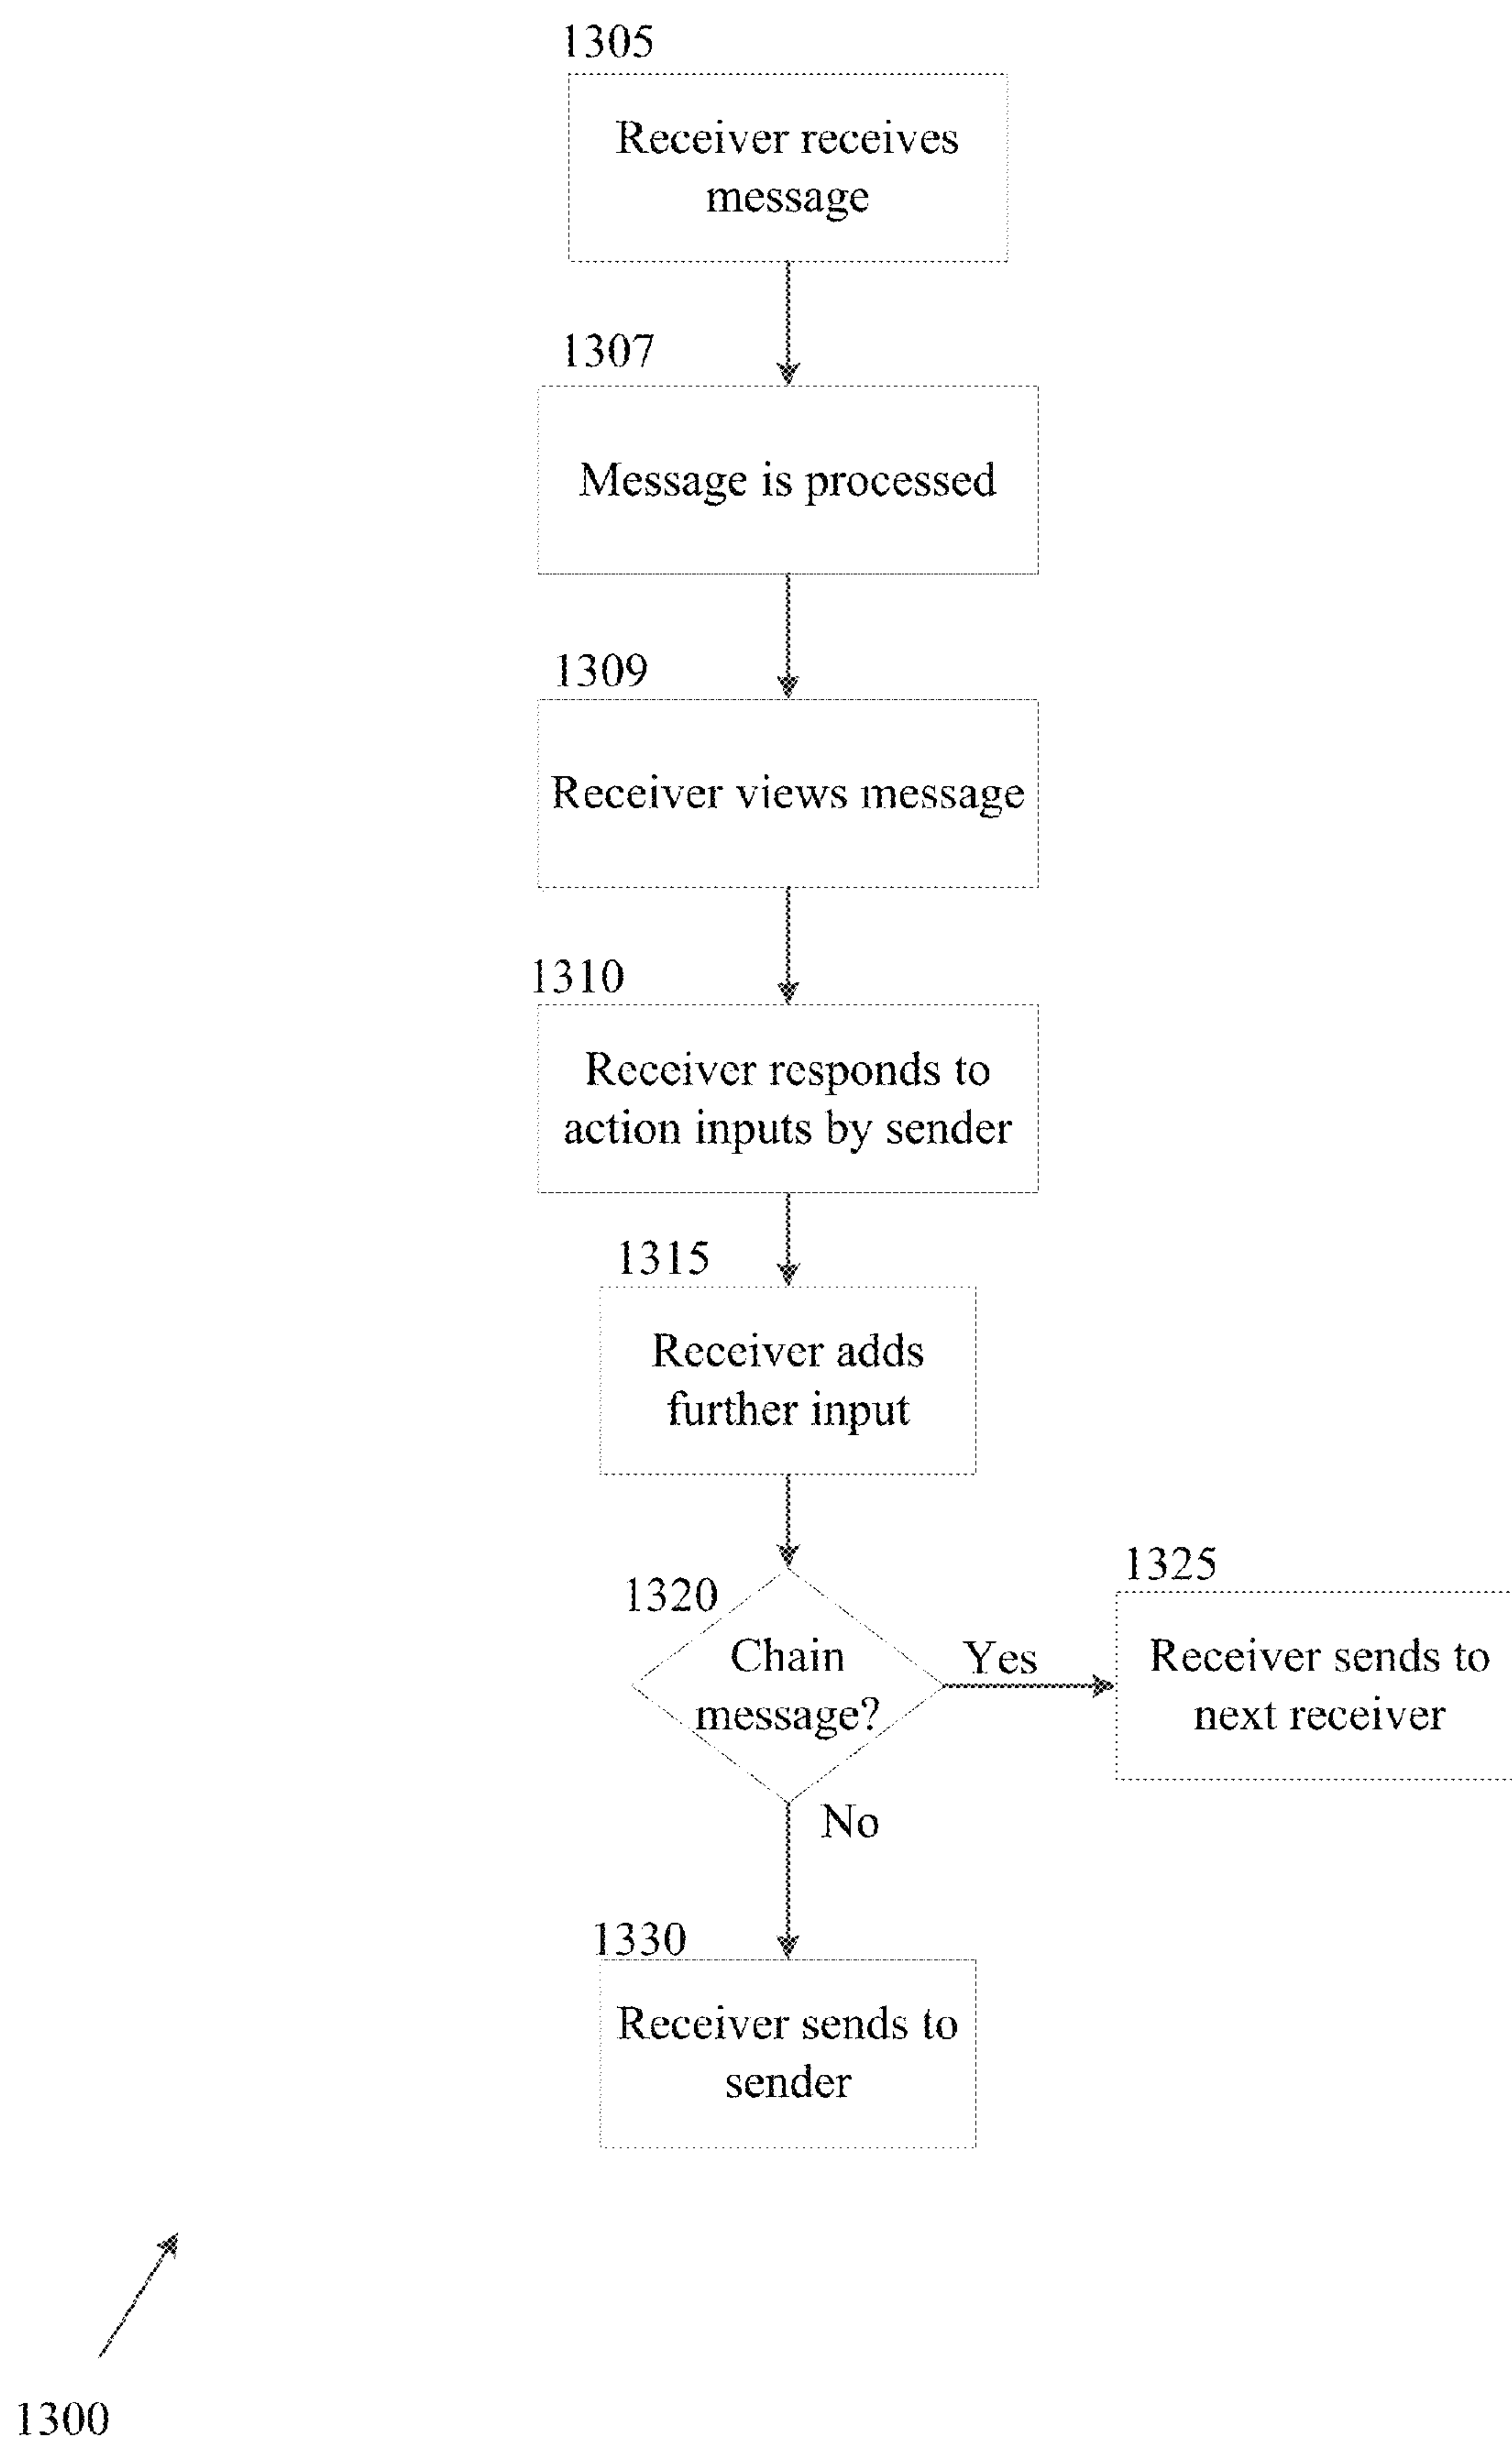 1305
Receiver receives
message
1307
Message is processed
1309
Receiver views message
1310
Receiver responds to
action inputs by sender
1315
Receiver adds
further input
1320
Chain
message?
Yes
1325
Receiver sends to
next receiver
No
1330
Receiver sends to
sender
1300